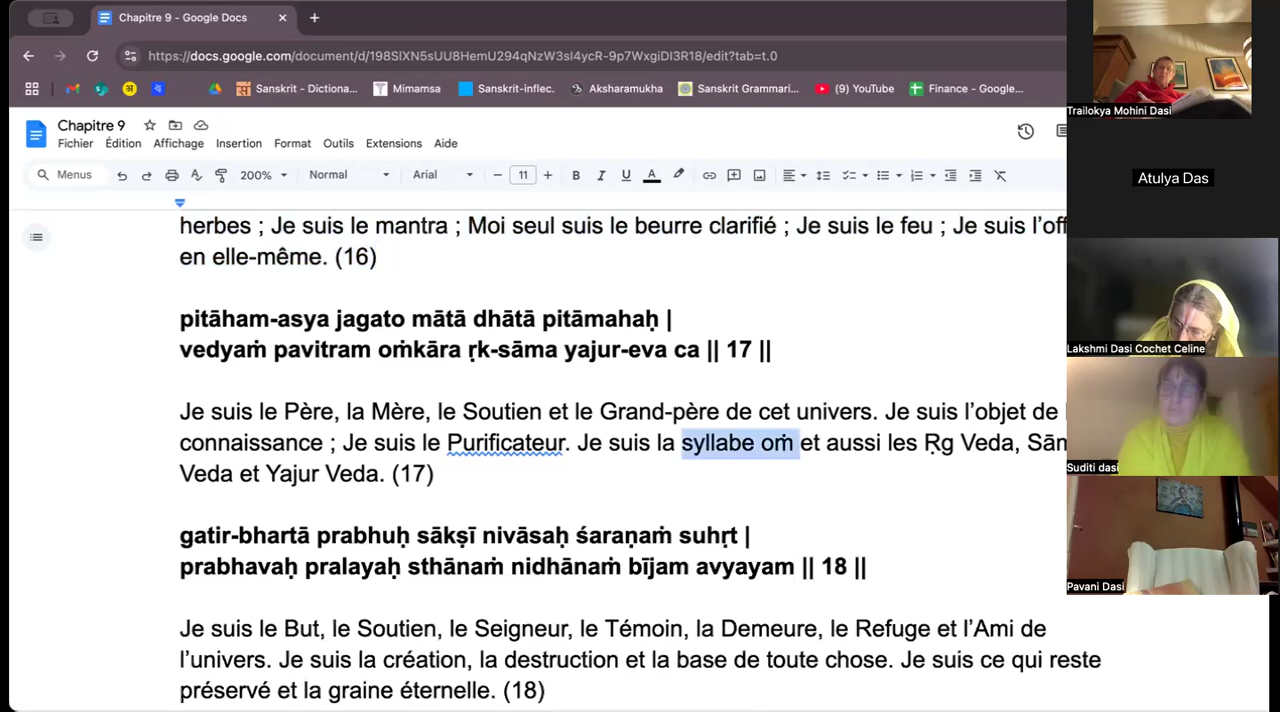 Chapitre 9 - Google Docs
https://docs.google.com/document/d/198SlXN5sUU8HemU294qNzW3sI4ycR-9p7WxgiDI3R18/edit?tab=t.0
Sanskrit - Dictiona... Mimamsa Sanskrit-inflec. Aksharamukha Sanskrit Grammari... (9) YouTube Finance - Google...
Chapitre 9
Fichier Édition Affichage Insertion Format Outils Extensions Aide
Menus 200% Normal Arial 11
herbes ; Je suis le mantra ; Moi seul suis le beurre clarifié ; Je suis le feu ; Je suis l’off
en elle-même. (16)
pitāham-asya jagato mātā dhātā pitāmahaḥ |
vedyaṁ pavitram oṁkāra ṛk-sāma yajur-eva ca || 17 ||
Je suis le Père, la Mère, le Soutien et le Grand-père de cet univers. Je suis l’objet de
connaissance ; Je suis le Purificateur. Je suis la syllabe oṁ et aussi les Ṛg Veda, Sām
Veda et Yajur Veda. (17)
gatir-bhartā prabhuḥ sākṣī nivāsaḥ śaraṇaṁ suhṛt |
prabhavaḥ pralayaḥ sthānaṁ nidhānaṁ bījam avyayam || 18 ||
Je suis le But, le Soutien, le Seigneur, le Témoin, la Demeure, le Refuge et l’Ami de
l’univers. Je suis la création, la destruction et la base de toute chose. Je suis ce qui reste
préservé et la graine éternelle. (18)
Trailokya Mohini Dasi
Atulya Das
Lakshmi Dasi Cochet Celine
Suditi dasi
Pavani Dasi